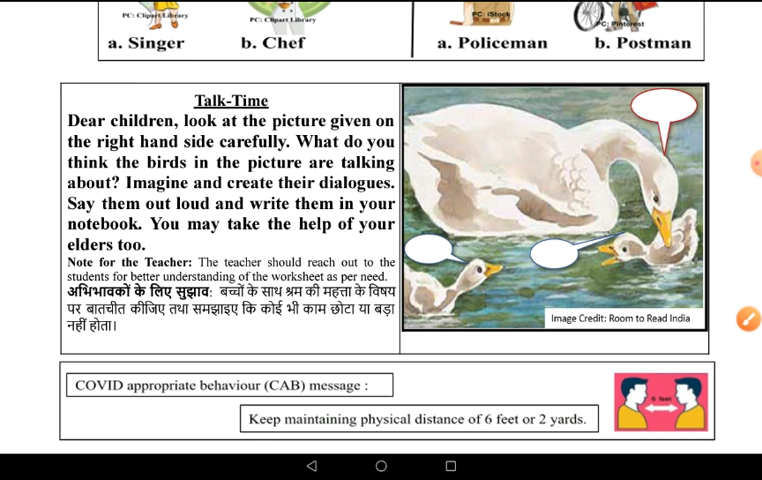 PC: Clipart Library
PC: Clipart Library
PC: iStock
PC: Pinterest
a. Singer
b. Chef
a. Policeman
b. Postman
Talk-Time
Dear children, look at the picture given on
the right hand side carefully. What do you
think the birds in the picture are talking
about? Imagine and create their dialogues.
Say them out loud and write them in your
notebook. You may take the help of your
elders too.
Note for the Teacher: The teacher should reach out to the
students for better understanding of the worksheet as per need.
अभिभावकों के लिए सुझाव: बच्चों के साथ श्रम की महत्ता के विषय
पर बातचीत कीजिए तथा समझाइए कि कोई भी काम छोटा या बड़ा
नहीं होता।
Image Credit: Room to Read India
COVID appropriate behaviour (CAB) message :
Keep maintaining physical distance of 6 feet or 2 yards.
6 feet